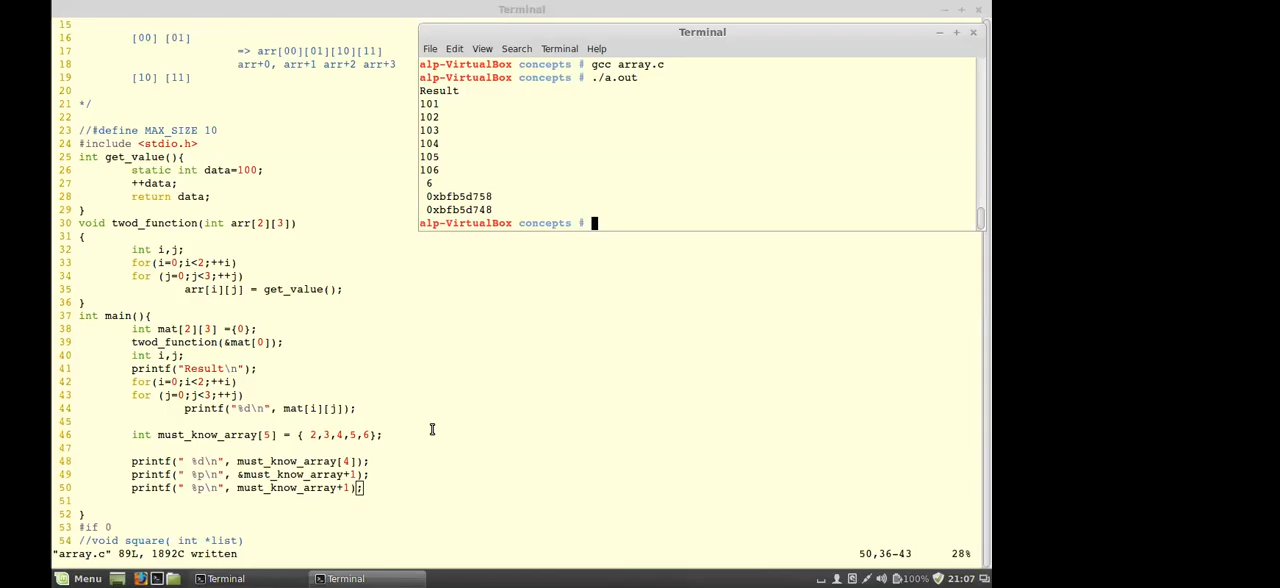 Terminal
15
16 [00] [01]
17 => arr[00][01][10][11]
18 arr+0, arr+1 arr+2 arr+3
19 [10] [11]
20
21 */
22
23 //#define MAX_SIZE 10
24 #include <stdio.h>
25 int get_value(){
26 static int data=100;
27 ++data;
28 return data;
29 }
30 void twod_function(int arr[2][3])
31 {
32 int i,j;
33 for(i=0;i<2;++i)
34 for (j=0;j<3;++j)
35 arr[i][j] = get_value();
36 }
37 int main(){
38 int mat[2][3] ={0};
39 twod_function(&mat[0]);
40 int i,j;
41 printf("Result\n");
42 for(i=0;i<2;++i)
43 for (j=0;j<3;++j)
44 printf("%d\n", mat[i][j]);
45
46 int must_know_array[5] = { 2,3,4,5,6};
47
48 printf(" %d\n", must_know_array[4]);
49 printf(" %p\n", &must_know_array+1);
50 printf(" %p\n", must_know_array+1);
51
52 }
53 #if 0
54 //void square( int *list)
"array.c" 89L, 1892C written 50,36-43 28%
Terminal
File Edit View Search Terminal Help
alp-VirtualBox concepts # gcc array.c
alp-VirtualBox concepts # ./a.out
Result
101
102
103
104
105
106
6
0xbfb5d758
0xbfb5d748
alp-VirtualBox concepts #
Menu Terminal Terminal 100% 21:07